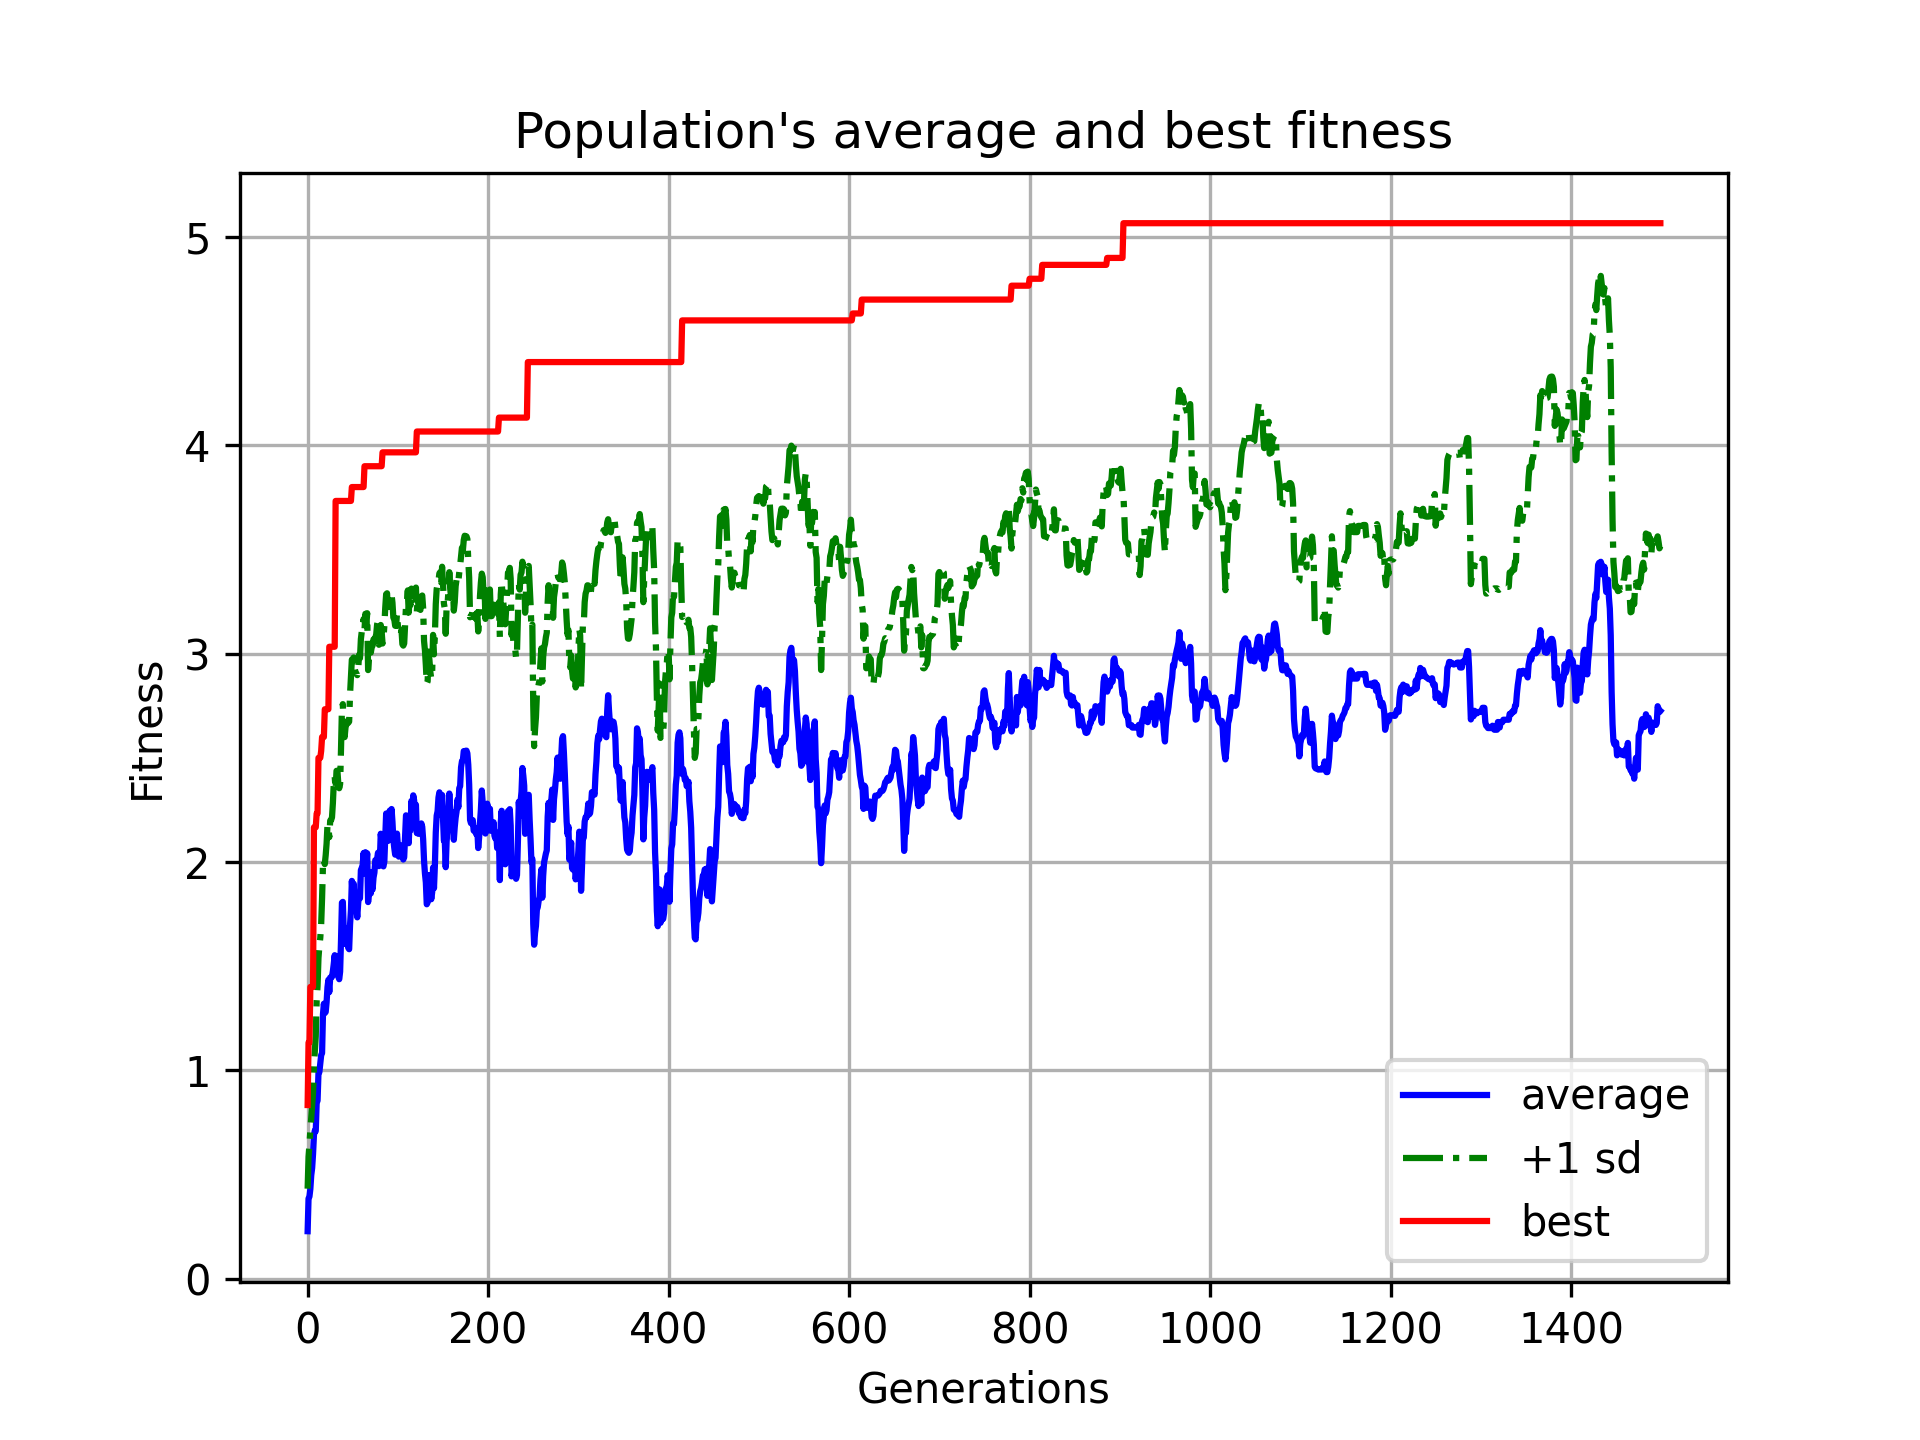 Population's average and best fitness
Fitness
5
4
3
2
1
0
0 200 400 600 800 1000 1200 1400
Generations
average
+1 sd
best